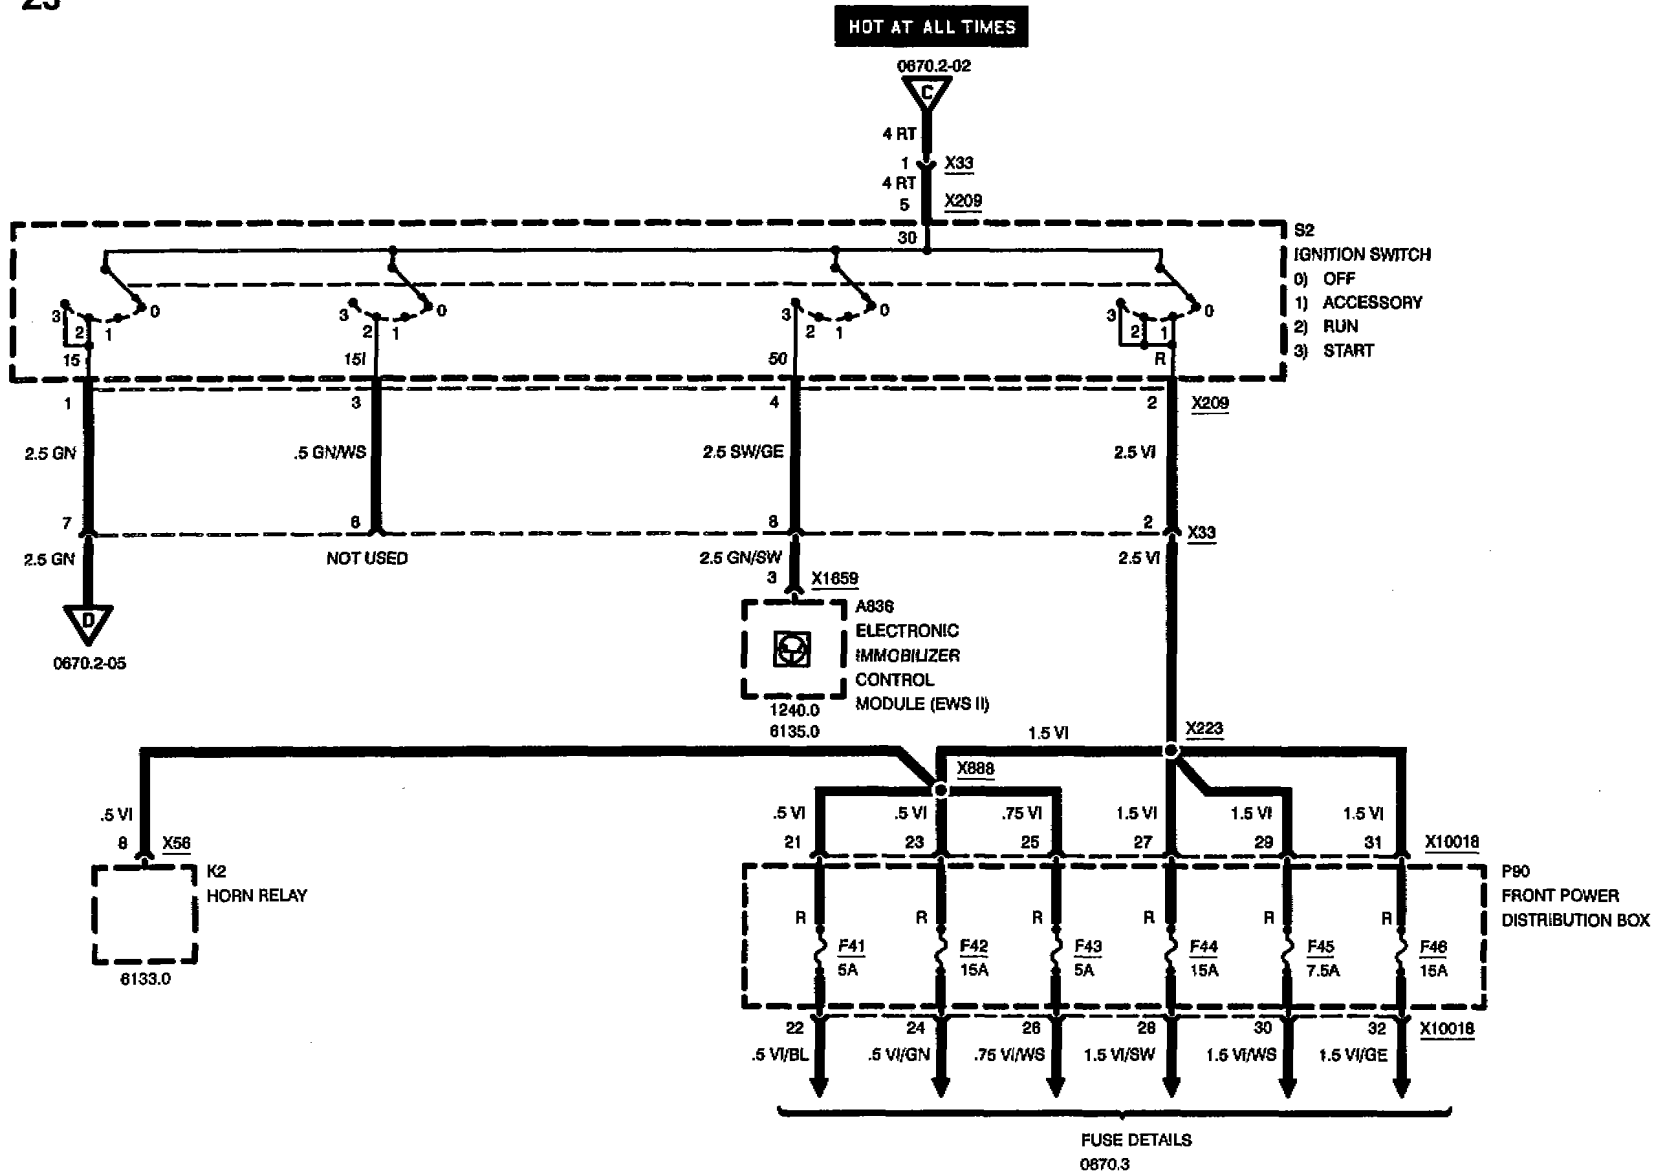 Z3
HOT AT ALL TIMES
0670.2-02
C
4 RT
1 X33
4 RT
5 X209
30
S2
IGNITION SWITCH
0) OFF
1) ACCESSORY
2) RUN
3) START
3 2 1 0
3 2 1 0
3 2 1 0
3 2 1 0
15 15I 50 R
1 3 4 2 X209
2.5 GN .5 GN/WS 2.5 SW/GE 2.5 VI
7 6 8 2 X33
2.5 GN NOT USED 2.5 GN/SW 2.5 VI
3 X1659
D
0670.2-05
A836
ELECTRONIC
IMMOBILIZER
CONTROL
MODULE (EWS II)
1240.0
6135.0
1.5 VI X223
X888
.5 VI .5 VI .5 VI .75 VI 1.5 VI 1.5 VI 1.5 VI
8 X56 21 23 25 27 29 31 X10018
K2
HORN RELAY
6133.0
P90
FRONT POWER
DISTRIBUTION BOX
R R R R R R
F41 F42 F43 F44 F45 F46
5A 15A 5A 15A 7.5A 15A
22 24 26 28 30 32 X10018
.5 VI/BL .5 VI/GN .75 VI/WS 1.5 VI/SW 1.5 VI/WS 1.5 VI/GE
FUSE DETAILS
0670.3